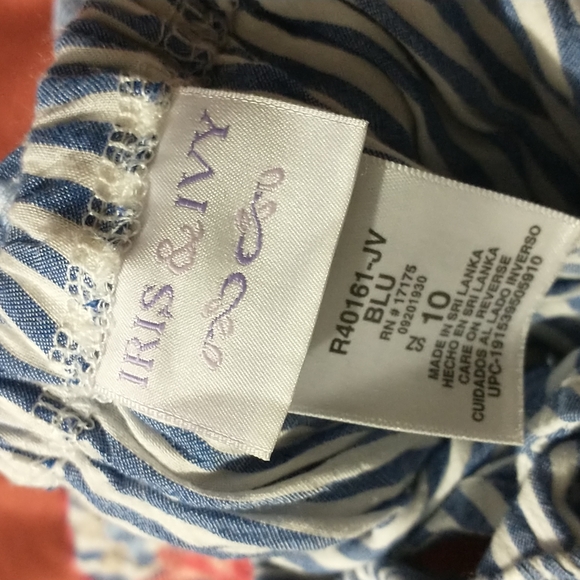 IRIS & IVY
R40161-JV
BLU
RN # 17175
09201930
10
MADE IN SRI LANKA
HECHO EN SRI LANKA
CARE ON REVERSE
CUIDADOS AL LADO INVERSO
UPC-191539505910